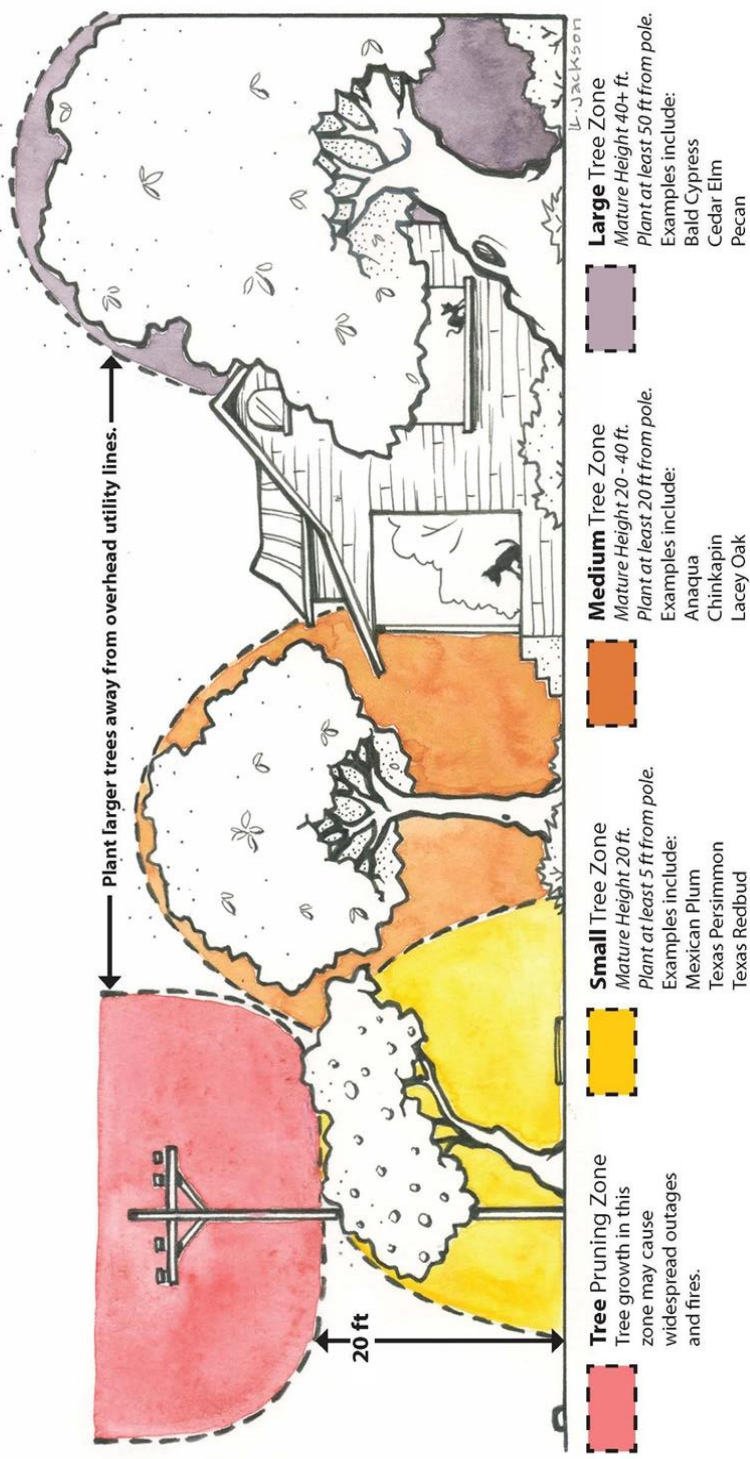 Plant larger trees away from overhead utility lines.
20 ft
L. Jackson
Tree Pruning Zone
Tree growth in this
zone may cause
widespread outages
and fires.
Small Tree Zone
Mature Height 20 ft.
Plant at least 5 ft from pole.
Examples include:
Mexican Plum
Texas Persimmon
Texas Redbud
Medium Tree Zone
Mature Height 20 - 40 ft.
Plant at least 20 ft from pole.
Examples include:
Anaqua
Chinkapin
Lacey Oak
Large Tree Zone
Mature Height 40+ ft.
Plant at least 50 ft from pole.
Examples include:
Bald Cypress
Cedar Elm
Pecan